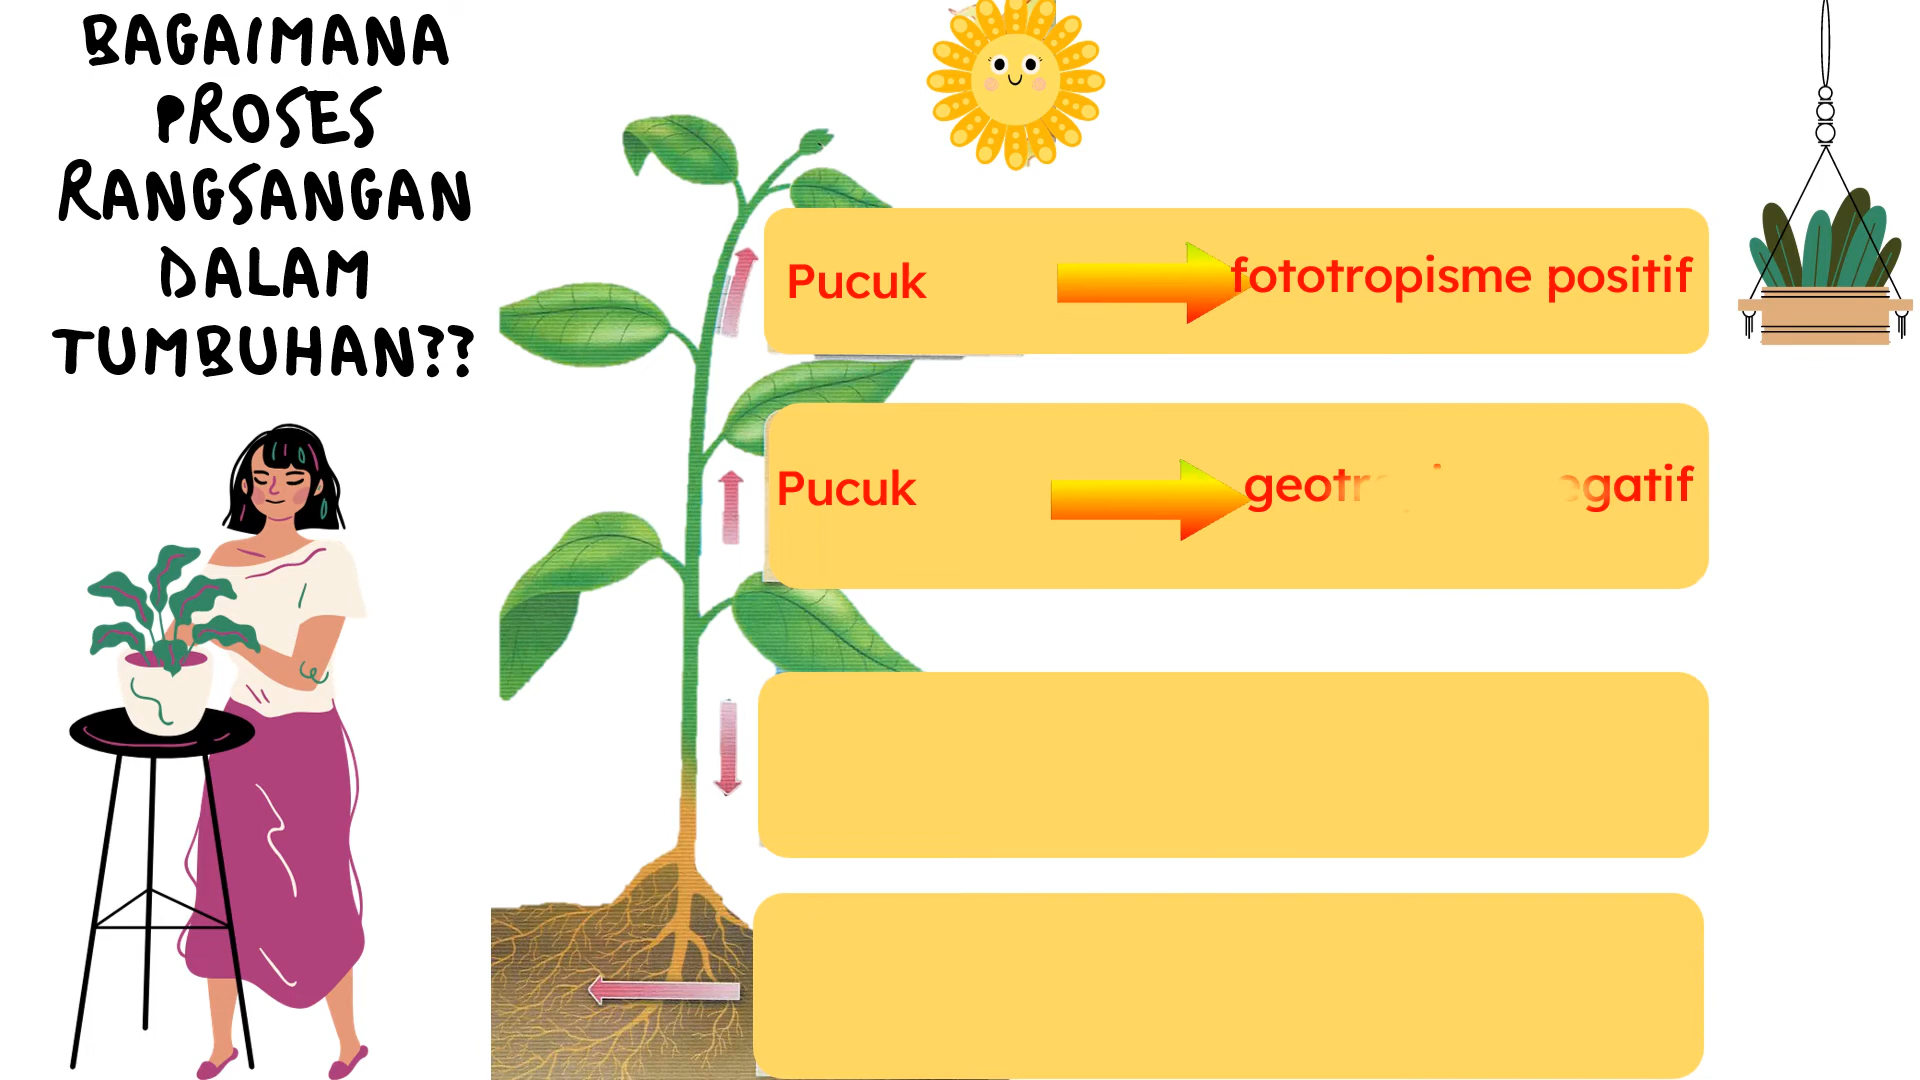 BAGAIMANA
PROSES
RANGSANGAN
DALAM
TUMBUHAN??
Pucuk fototropisme positif
Pucuk